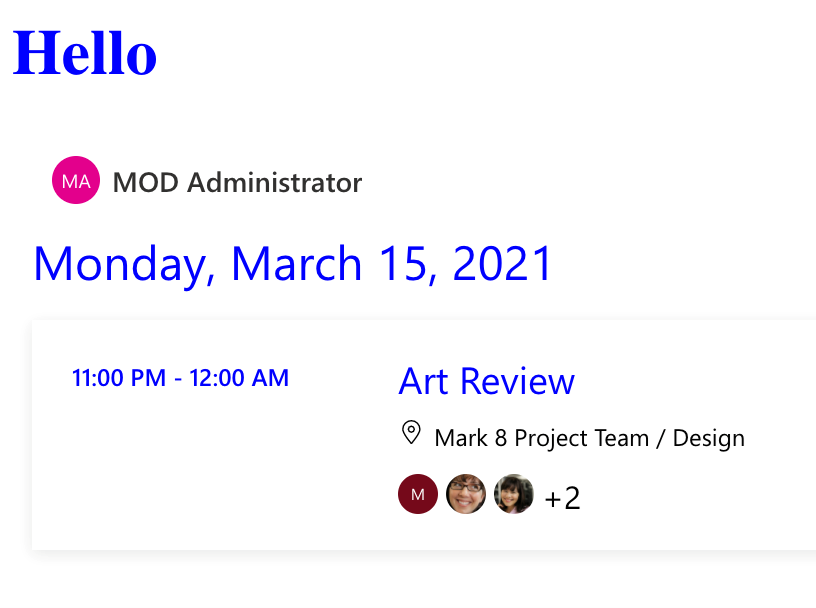 Hello
MA MOD Administrator
Monday, March 15, 2021
11:00 PM - 12:00 AM
Art Review
Mark 8 Project Team / Design
M +2